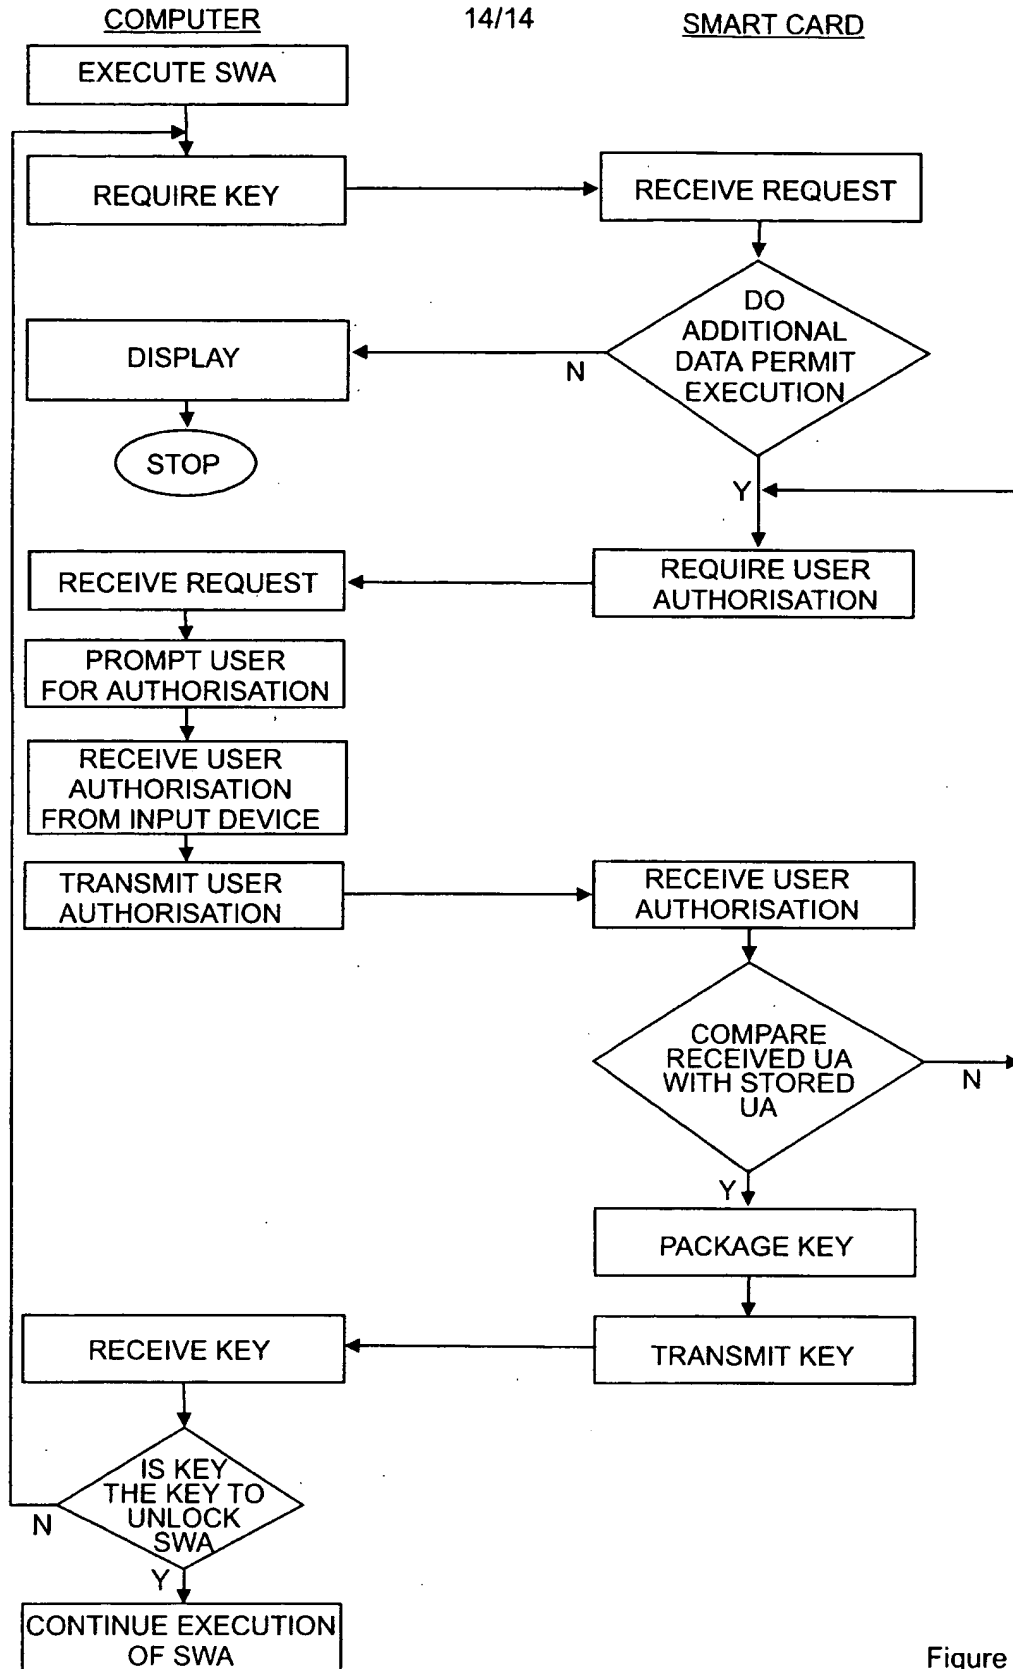 COMPUTER
14/14
SMART CARD
EXECUTE SWA
REQUIRE KEY
RECEIVE REQUEST
DO
ADDITIONAL
DATA PERMIT
EXECUTION
N
DISPLAY
STOP
Y
REQUIRE USER
AUTHORISATION
RECEIVE REQUEST
PROMPT USER
FOR AUTHORISATION
RECEIVE USER
AUTHORISATION
FROM INPUT DEVICE
TRANSMIT USER
AUTHORISATION
RECEIVE USER
AUTHORISATION
COMPARE
RECEIVED UA
WITH STORED
UA
N
Y
PACKAGE KEY
TRANSMIT KEY
RECEIVE KEY
IS KEY
THE KEY TO
UNLOCK
SWA
N
Y
CONTINUE EXECUTION
OF SWA
Figure